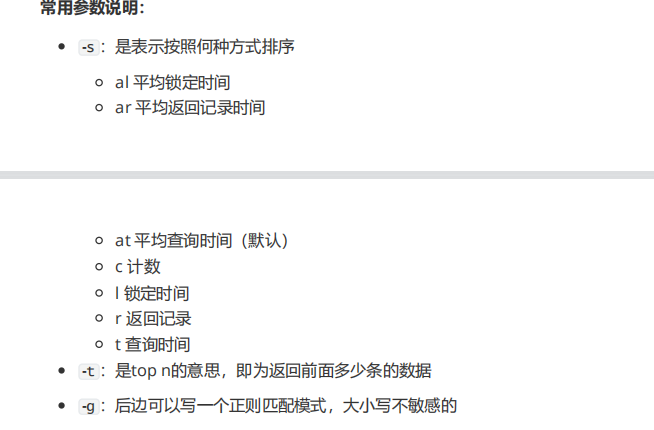 常用参数说明：
-s：是表示按照何种方式排序
al 平均锁定时间
ar 平均返回记录时间
at 平均查询时间（默认）
c 计数
l 锁定时间
r 返回记录
t 查询时间
-t：是top n的意思，即为返回前面多少条的数据
-g：后边可以写一个正则匹配模式，大小写不敏感的